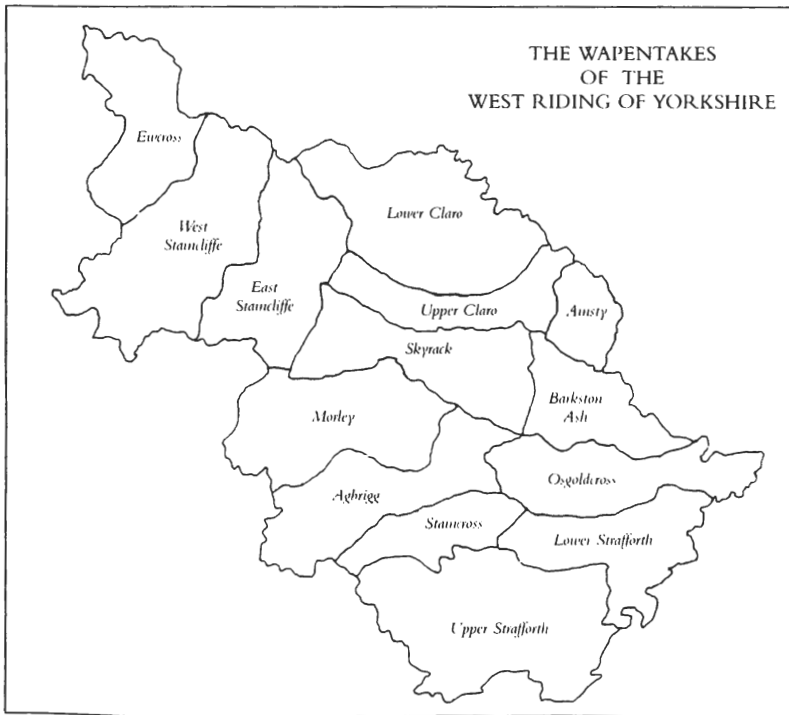 THE WAPENTAKES
OF THE
WEST RIDING OF YORKSHIRE
Ewcross
Lower Claro
West
Staincliffe
East
Staincliffe
Upper Claro
Ainsty
Skyrack
Barkston
Ash
Morley
Osgoldcross
Agbrigg
Staincross
Lower Strafforth
Upper Strafforth